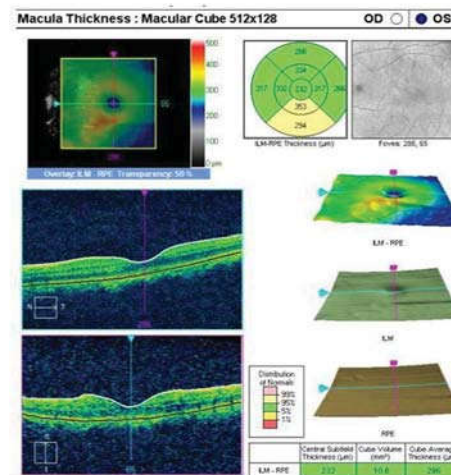 Macula Thickness : Macular Cube 512x128 OD OS
500
400
300
200
100
0 µm
Overlay: ILM - RPE Transparency: 50 %
334
317
232
317
353
294
ILM-RPE Thickness (µm)
Fovea: 286, 65
ILM - RPE
N T
ILM
Distribution
of Normals
99%
95%
5%
1%
RPE
Central Subfield
Thickness (µm)
Cube Volume
(mm³)
Cube Average
Thickness (µm)
ILM - RPE 232 10.6 296